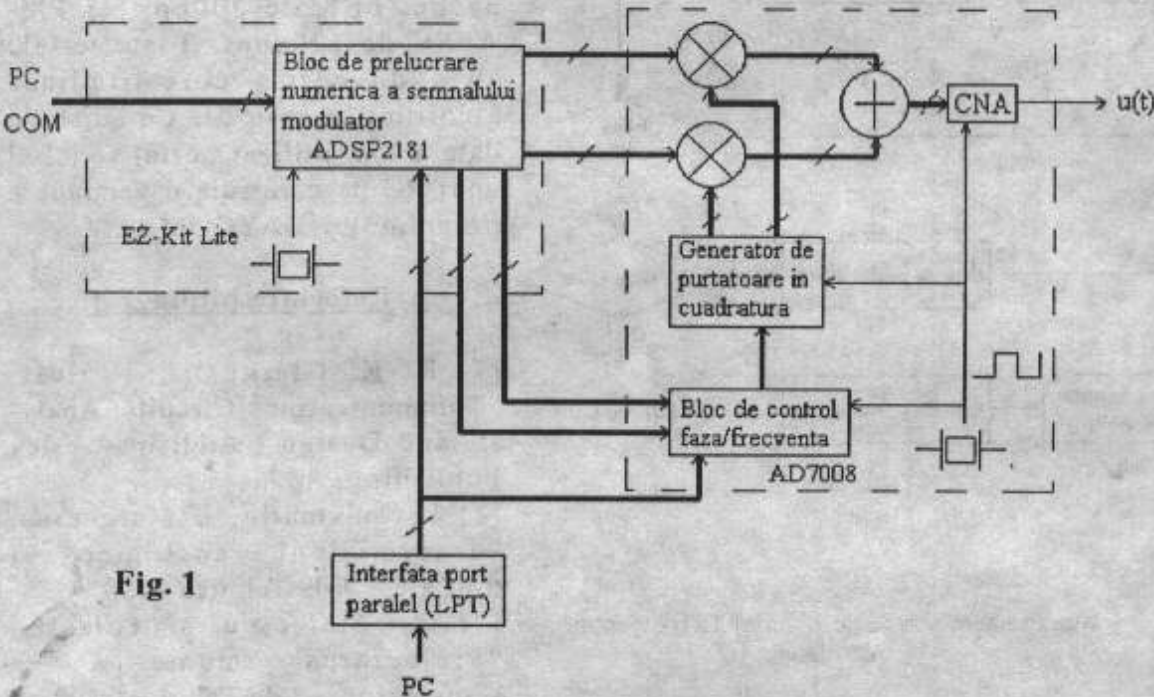 PC
COM
Bloc de prelucrare
numerica a semnalului
modulator
ADSP2181
EZ-Kit Lite
CNA
u(t)
Generator de
purtatoare in
cuadratura
Bloc de control
faza/frecventa
AD7008
Interfata port
paralel (LPT)
PC
Fig. 1